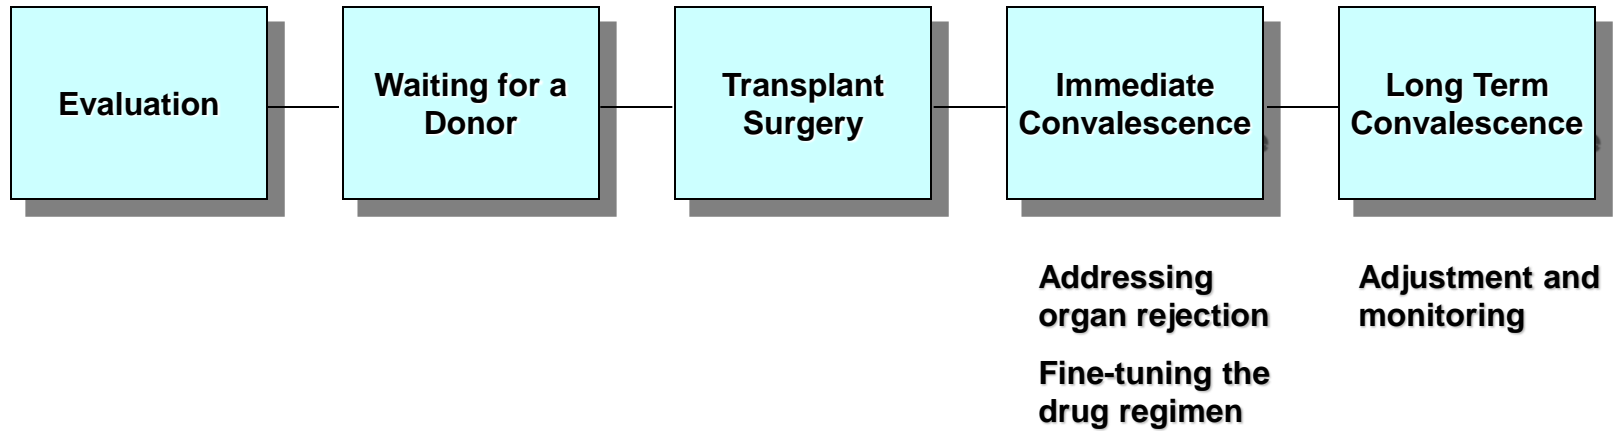 Evaluation
Waiting for a
Donor
Transplant
Surgery
Immediate
Convalescence
Long Term
Convalescence
Addressing
organ rejection
Fine-tuning the
drug regimen
Adjustment and
monitoring